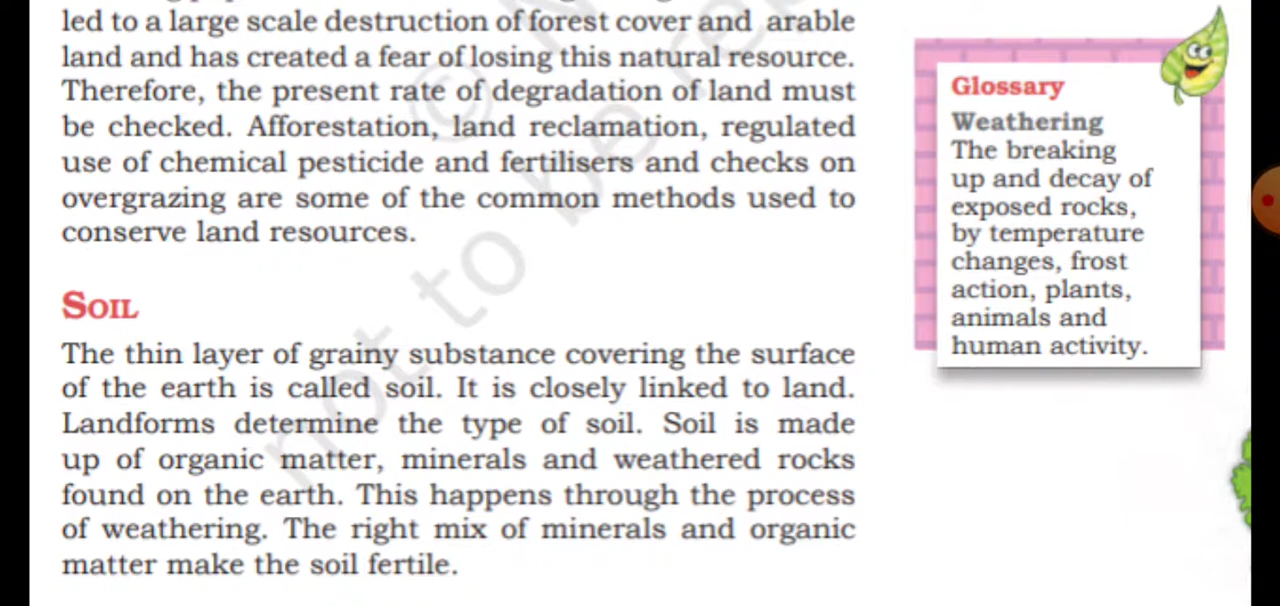 led to a large scale destruction of forest cover and arable
land and has created a fear of losing this natural resource.
Therefore, the present rate of degradation of land must
be checked. Afforestation, land reclamation, regulated
use of chemical pesticide and fertilisers and checks on
overgrazing are some of the common methods used to
conserve land resources.
SOIL
The thin layer of grainy substance covering the surface
of the earth is called soil. It is closely linked to land.
Landforms determine the type of soil. Soil is made
up of organic matter, minerals and weathered rocks
found on the earth. This happens through the process
of weathering. The right mix of minerals and organic
matter make the soil fertile.
Glossary
Weathering
The breaking
up and decay of
exposed rocks,
by temperature
changes, frost
action, plants,
animals and
human activity.
©
not to be